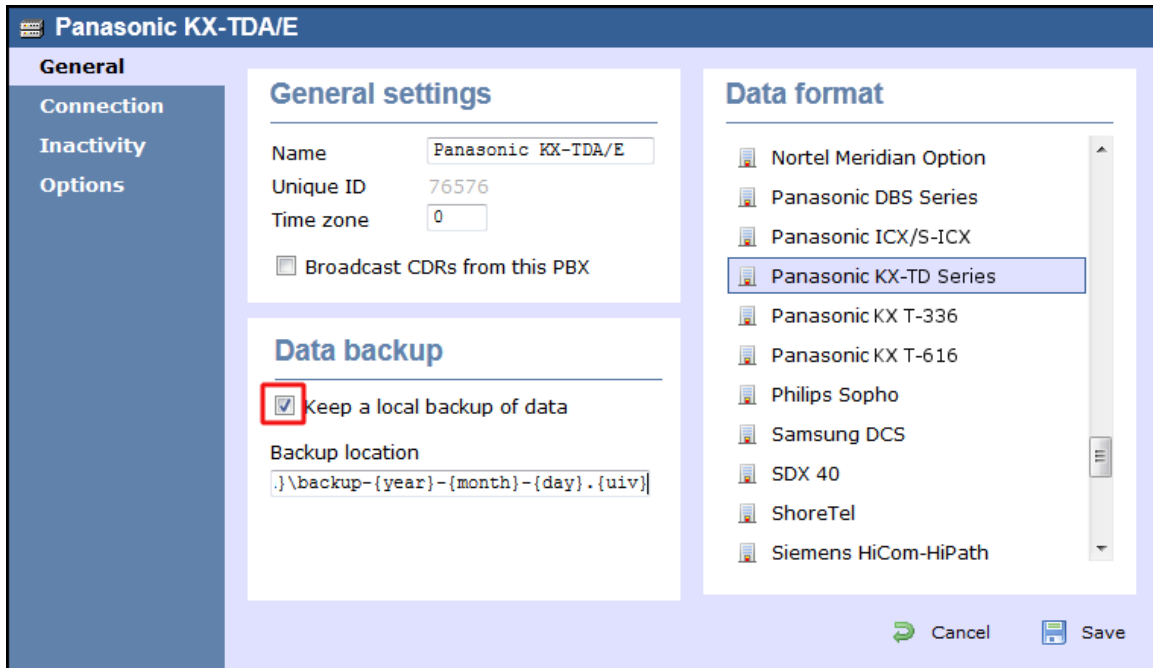 Panasonic KX-TDA/E
General
Connection
Inactivity
Options
General settings
Name Panasonic KX-TDA/E
Unique ID 76576
Time zone 0
Broadcast CDRs from this PBX
Data backup
Keep a local backup of data
Backup location
.}\backup-{year}-{month}-{day}.{uiv}
Data format
Nortel Meridian Option
Panasonic DBS Series
Panasonic ICX/S-ICX
Panasonic KX-TD Series
Panasonic KX T-336
Panasonic KX T-616
Philips Sopho
Samsung DCS
SDX 40
ShoreTel
Siemens HiCom-HiPath
Cancel
Save